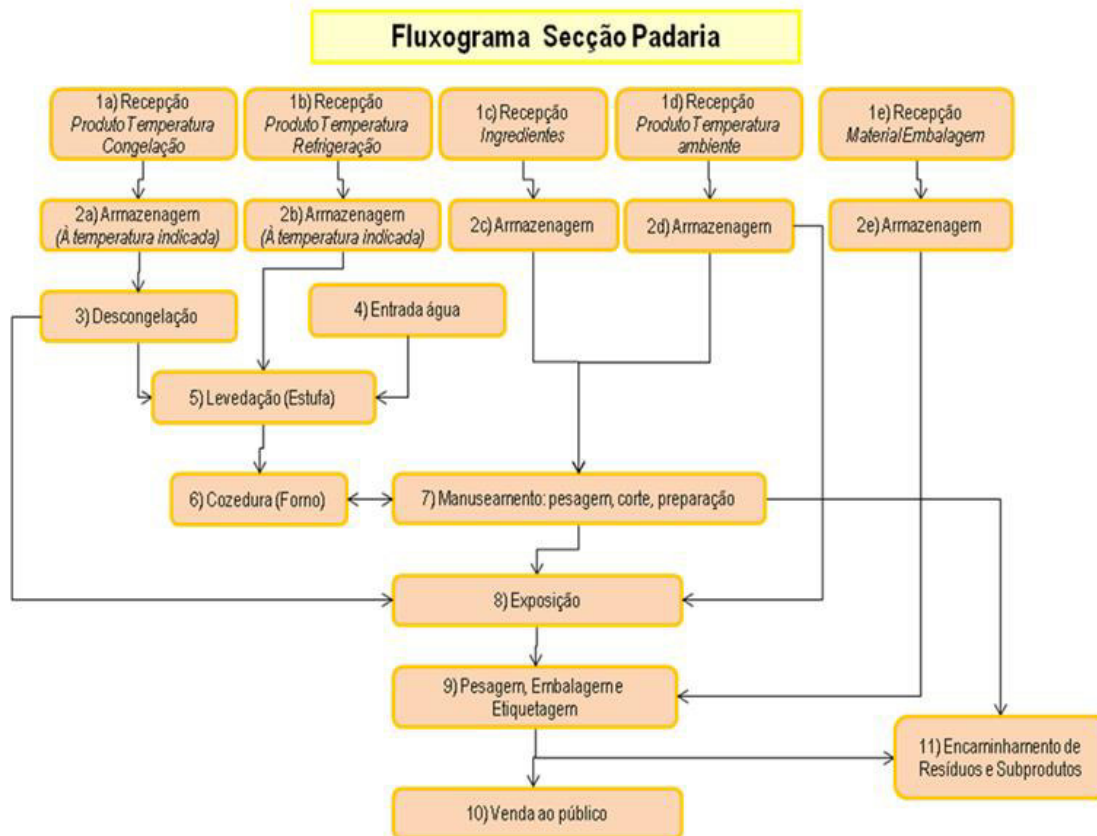 Fluxograma Secção Padaria
1a) Recepção
Produto Temperatura
Congelação
1b) Recepção
Produto Temperatura
Refrigeração
1c) Recepção
Ingredientes
1d) Recepção
Produto Temperatura
ambiente
1e) Recepção
Material Embalagem
2a) Armazenagem
(À temperatura indicada)
2b) Armazenagem
(À temperatura indicada)
2c) Armazenagem
2d) Armazenagem
2e) Armazenagem
3) Descongelação
4) Entrada água
5) Levedação (Estufa)
6) Cozedura (Forno)
7) Manuseamento: pesagem, corte, preparação
8) Exposição
9) Pesagem, Embalagem e
Etiquetagem
11) Encaminhamento de
Resíduos e Subprodutos
10) Venda ao público